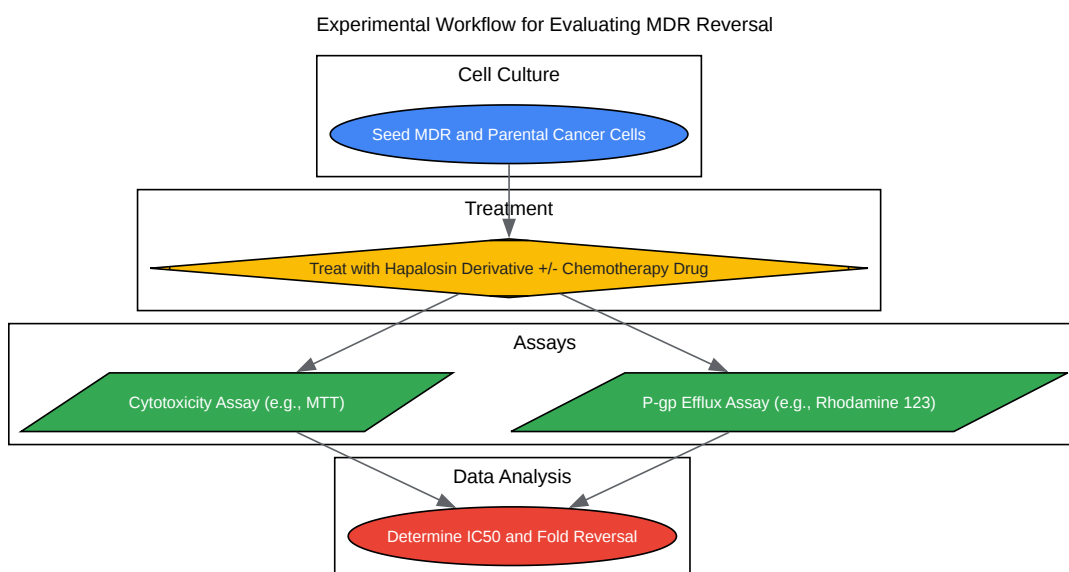 Experimental Workflow for Evaluating MDR Reversal
Cell Culture
Seed MDR and Parental Cancer Cells
Treatment
Treat with Hapalosin Derivative +/- Chemotherapy Drug
Assays
Cytotoxicity Assay (e.g., MTT)
P-gp Efflux Assay (e.g., Rhodamine 123)
Data Analysis
Determine IC50 and Fold Reversal